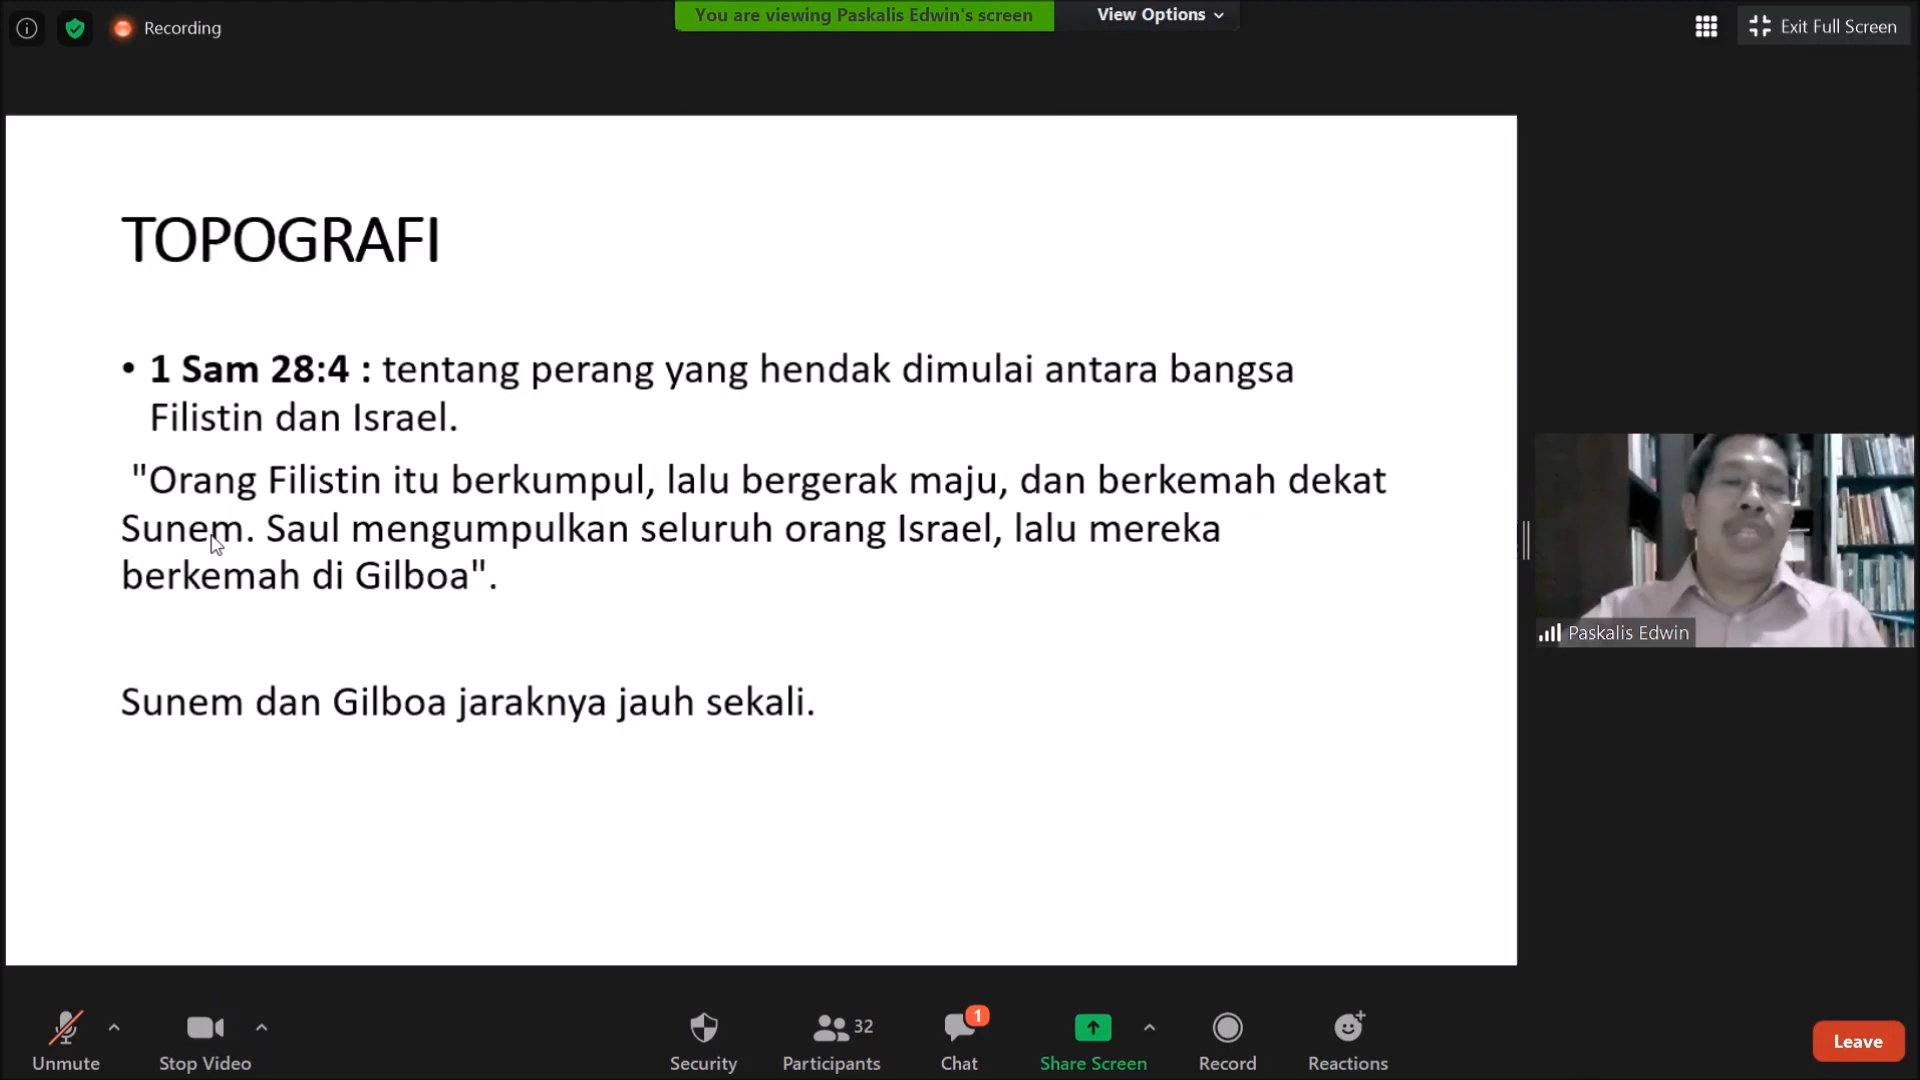 Recording
You are viewing Paskalis Edwin's screen
View Options
Exit Full Screen
TOPOGRAFI
• 1 Sam 28:4 : tentang perang yang hendak dimulai antara bangsa
Filistin dan Israel.
"Orang Filistin itu berkumpul, lalu bergerak maju, dan berkemah dekat
Sunem. Saul mengumpulkan seluruh orang Israel, lalu mereka
berkemah di Gilboa".
Sunem dan Gilboa jaraknya jauh sekali.
Paskalis Edwin
Unmute
Stop Video
Security
32
Participants
1
Chat
Share Screen
Record
Reactions
Leave